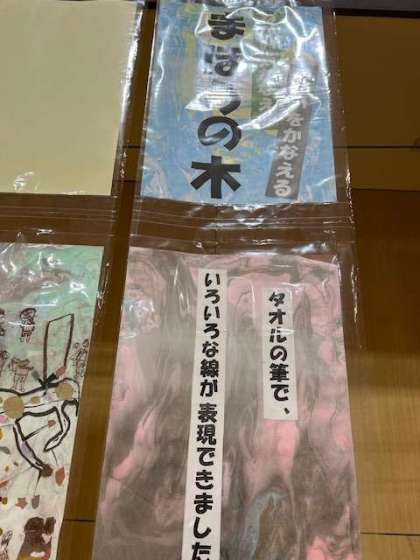 をかなえる
まほうの木
タオルの筆で、
いろいろな線が表現できました